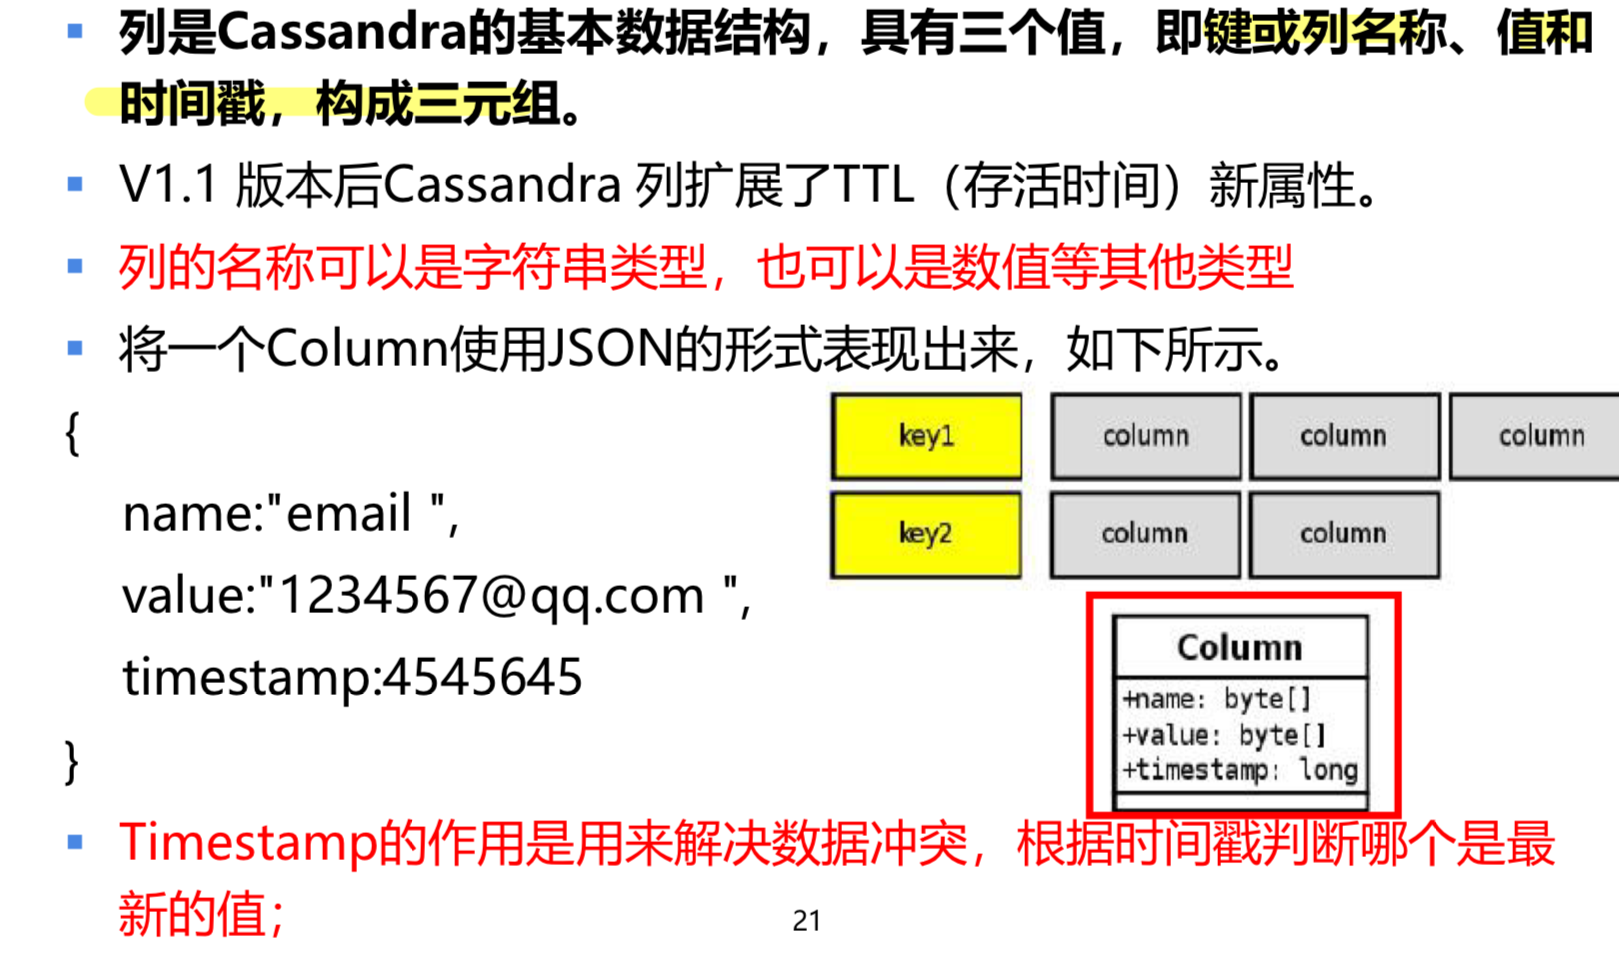 列是Cassandra的基本数据结构，具有三个值，即键或列名称、值和
时间戳，构成三元组。
V1.1 版本后Cassandra 列扩展了TTL（存活时间）新属性。
列的名称可以是字符串类型，也可以是数值等其他类型
将一个Column使用JSON的形式表现出来，如下所示。
{
name:"email ",
value:"1234567@qq.com ",
timestamp:4545645
}
key1 column column column
key2 column column
Column
+name: byte[]
+value: byte[]
+timestamp: long
Timestamp的作用是用来解决数据冲突，根据时间戳判断哪个是最
新的值；
21